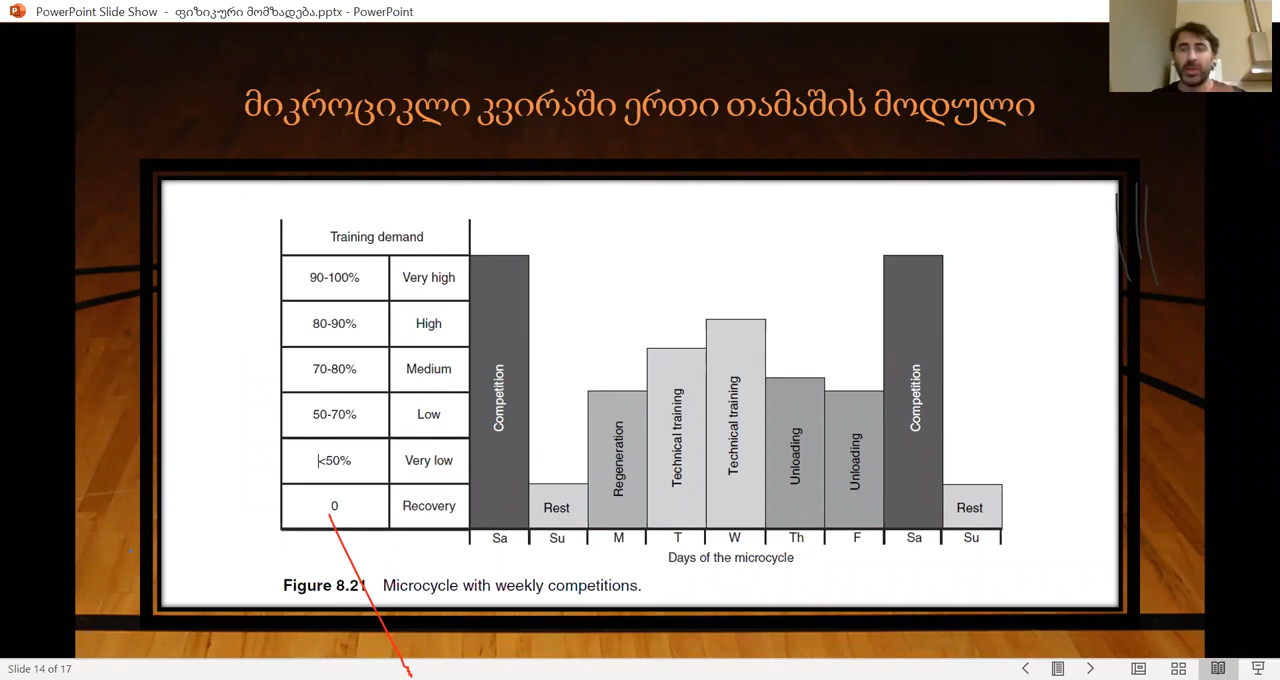 PowerPoint Slide Show - ფიზიკური მომზადება.pptx - PowerPoint
მიკროციკლი კვირაში ერთი თამაშის მოდული
Training demand
90-100% Very high
80-90% High
70-80% Medium
50-70% Low
<50% Very low
0 Recovery
Competition
Rest
Regeneration
Technical training
Technical training
Unloading
Unloading
Competition
Rest
Sa Su M T W Th F Sa Su
Days of the microcycle
Figure 8.21 Microcycle with weekly competitions.
Slide 14 of 17